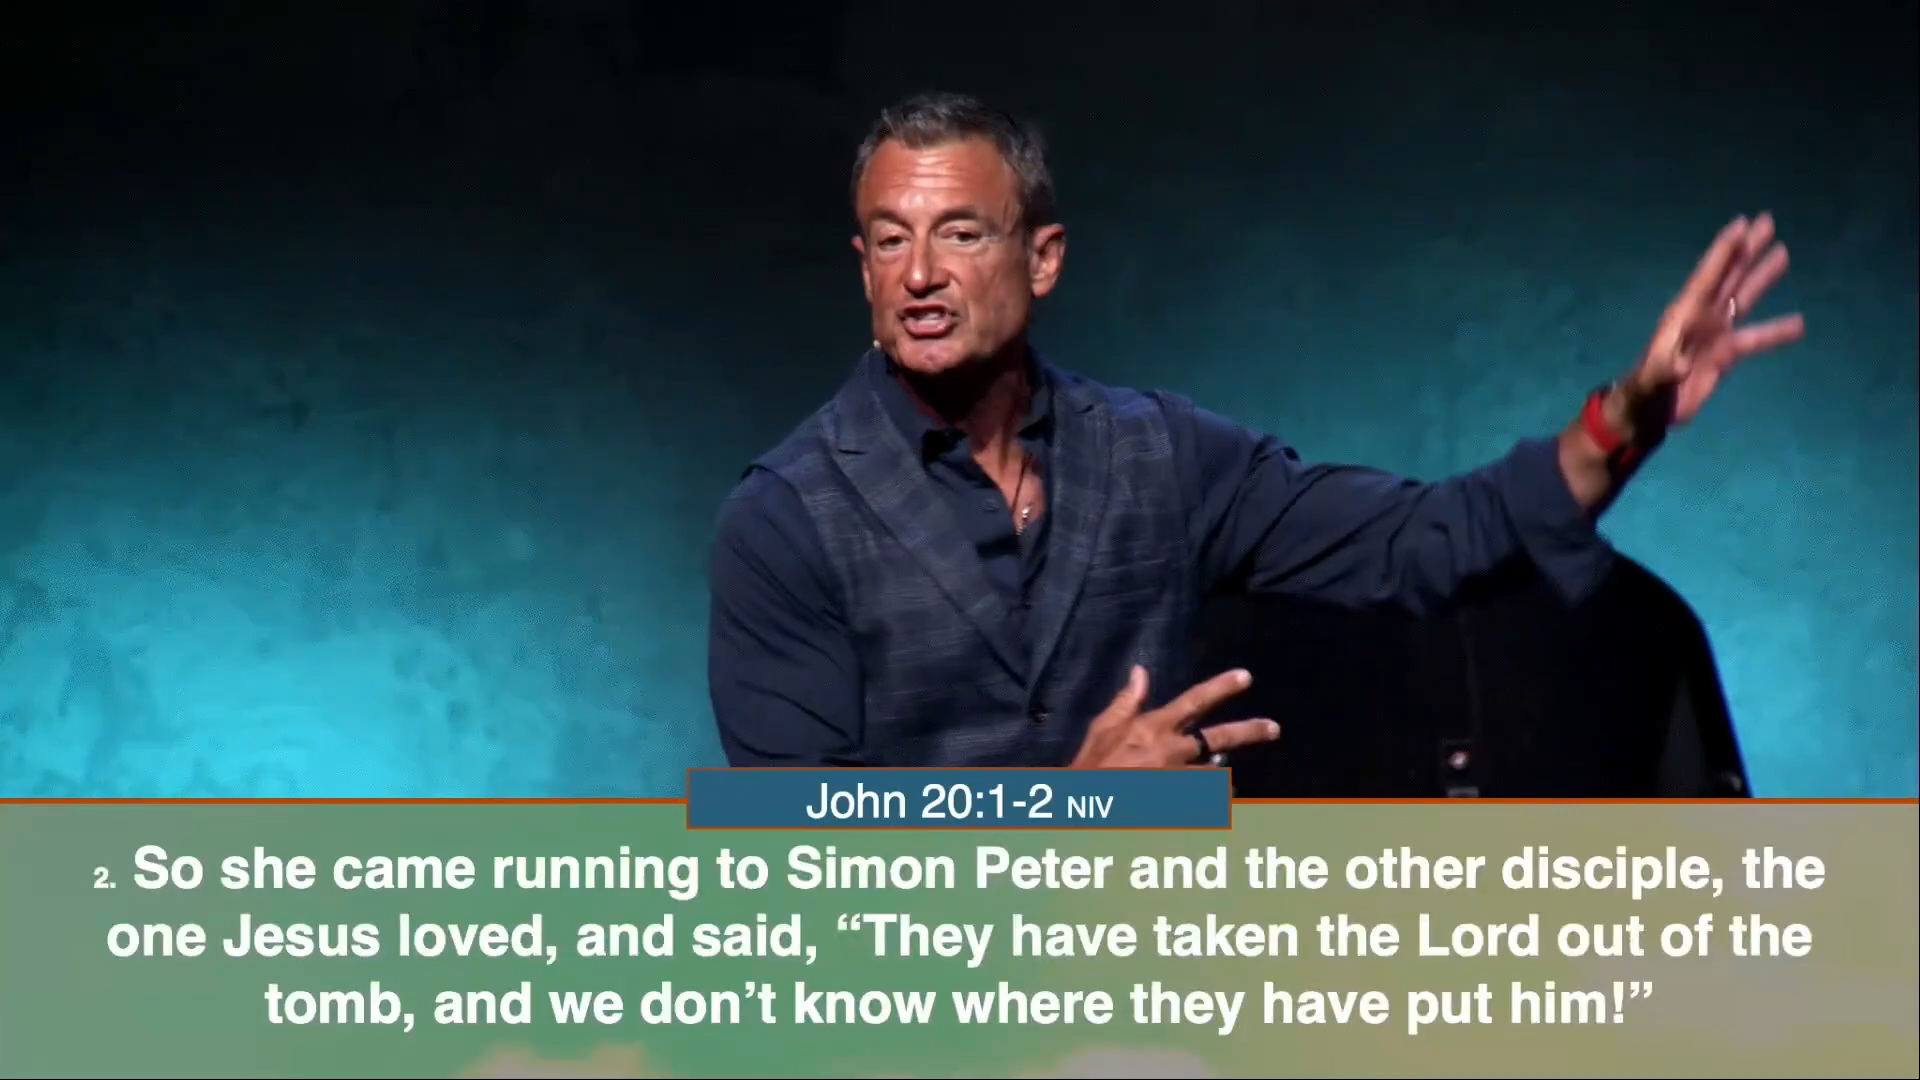 John 20:1-2 NIV
2. So she came running to Simon Peter and the other disciple, the
one Jesus loved, and said, “They have taken the Lord out of the
tomb, and we don’t know where they have put him!”